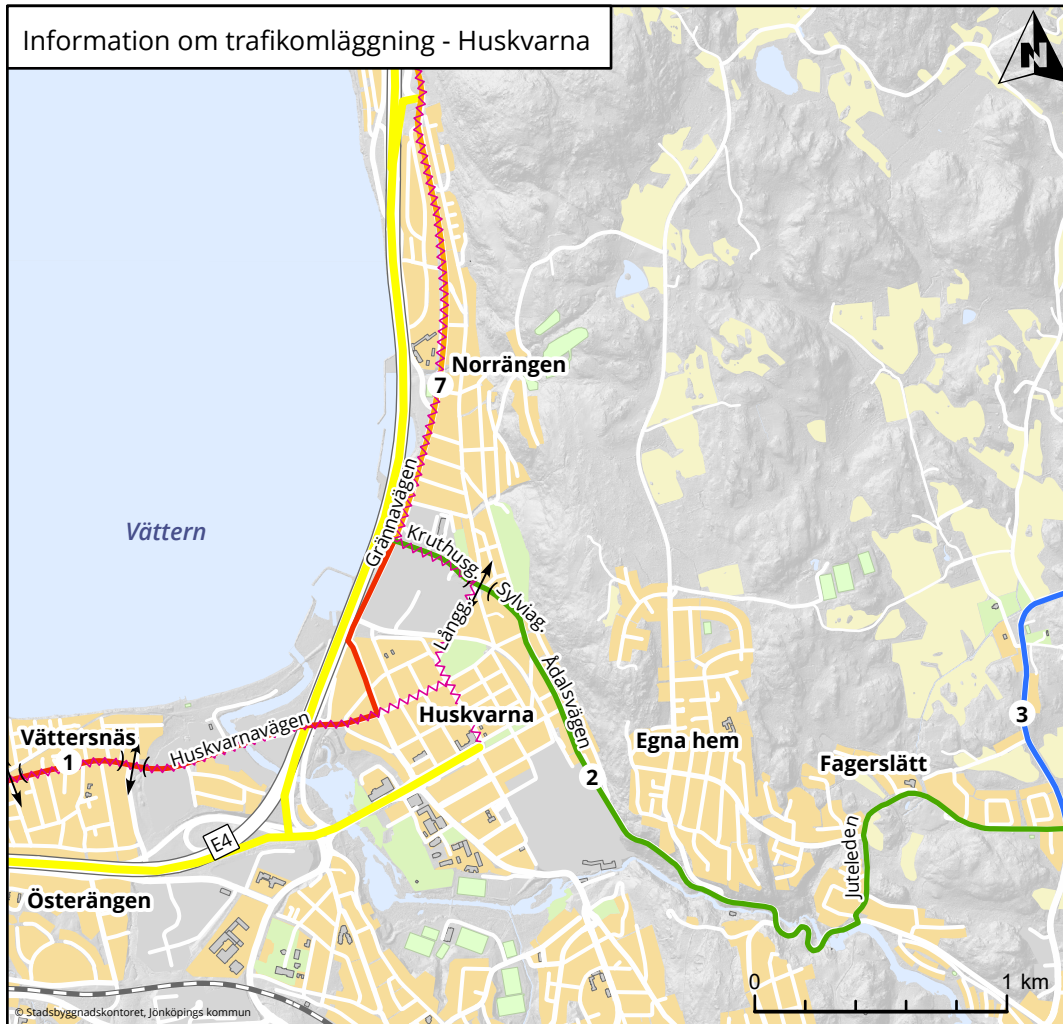 Information om trafikomläggning - Huskvarna
N
Norrängen
7
Grännavägen
Vättern
Kruthusg.
Sylviag.
Långg.
Ådalsvägen
Huskvarna
Huskvarnavägen
Vättersnäs
1
Egna hem
3
Fagerslätt
2
E4
Juteleden
Österängen
0
1 km
© Stadsbyggnadskontoret, Jönköpings kommun